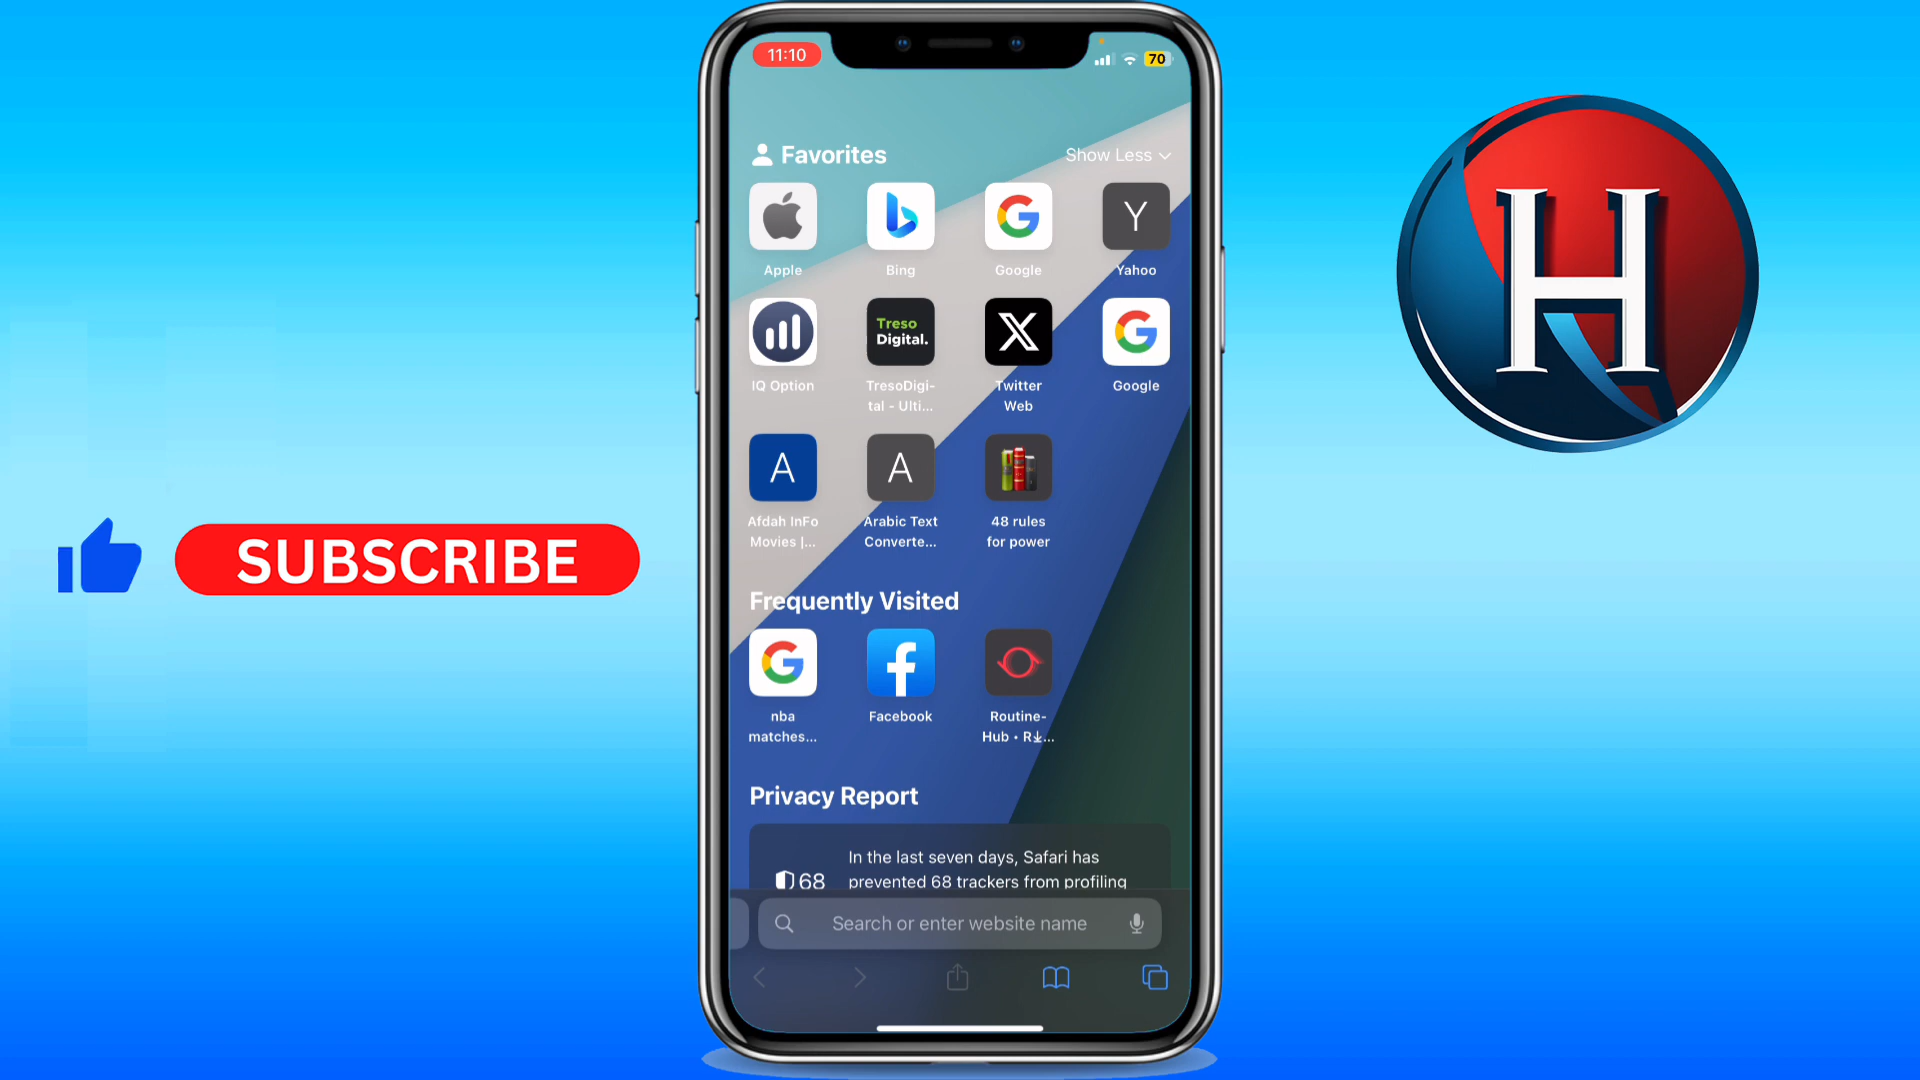 11:10
70
Favorites
Show Less
Apple
Bing
Google
Y
Yahoo
IQ Option
Treso
Digital.
TresoDigi-
tal - Ulti...
Twitter
Web
Google
A
Afdah InFo
Movies |...
A
Arabic Text
Converte...
48 rules
for power
Frequently Visited
nba
matches...
Facebook
Routine-
Hub • R...
Privacy Report
68
In the last seven days, Safari has
prevented 68 trackers from profiling
Search or enter website name
SUBSCRIBE
H